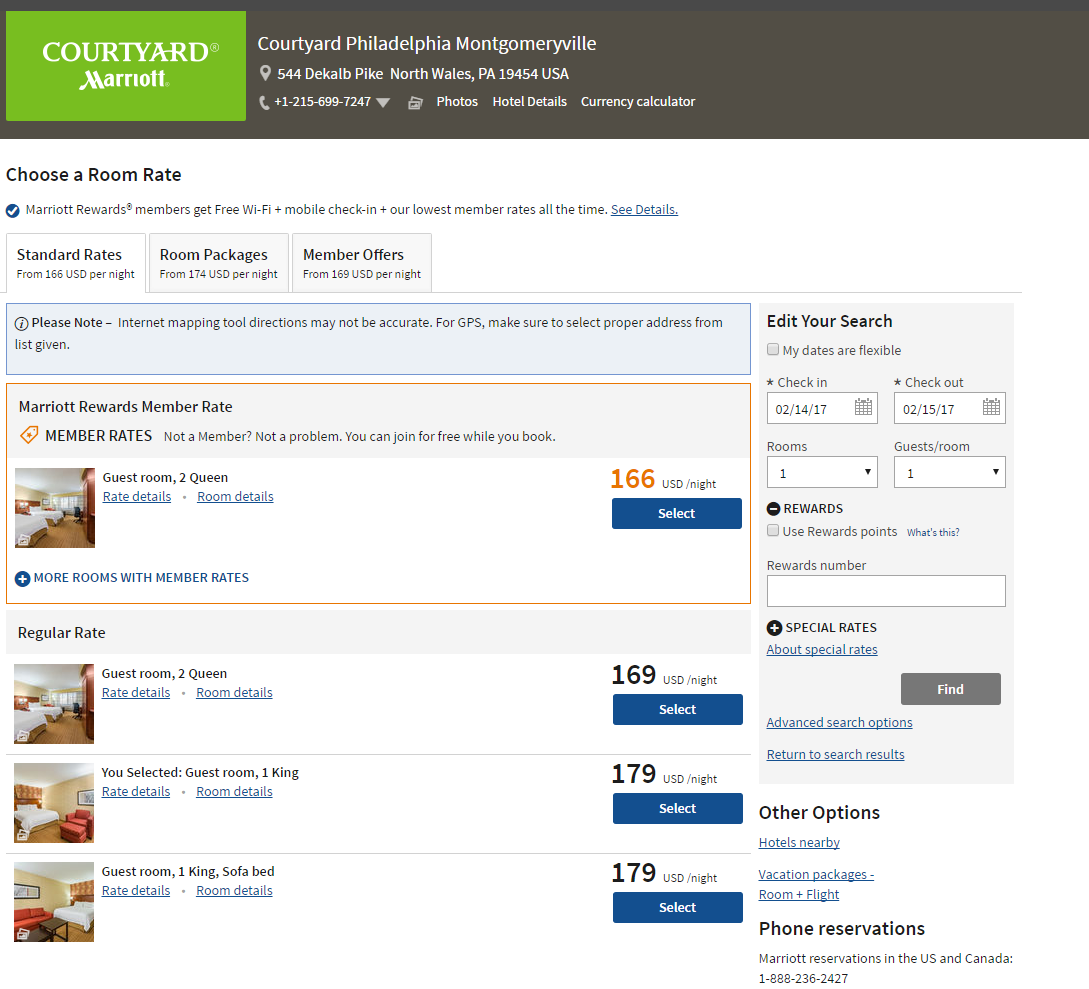 COURTYARD®
Marriott®
Courtyard Philadelphia Montgomeryville
544 Dekalb Pike North Wales, PA 19454 USA
+1-215-699-7247 Photos Hotel Details Currency calculator
Choose a Room Rate
Marriott Rewards® members get Free Wi-Fi + mobile check-in + our lowest member rates all the time. See Details.
Standard Rates
From 166 USD per night
Room Packages
From 174 USD per night
Member Offers
From 169 USD per night
Please Note – Internet mapping tool directions may not be accurate. For GPS, make sure to select proper address from
list given.
Marriott Rewards Member Rate
MEMBER RATES Not a Member? Not a problem. You can join for free while you book.
Guest room, 2 Queen
Rate details • Room details
166 USD /night
Select
MORE ROOMS WITH MEMBER RATES
Regular Rate
Guest room, 2 Queen
Rate details • Room details
169 USD /night
Select
You Selected: Guest room, 1 King
Rate details • Room details
179 USD /night
Select
Guest room, 1 King, Sofa bed
Rate details • Room details
179 USD /night
Select
Edit Your Search
My dates are flexible
* Check in * Check out
02/14/17 02/15/17
Rooms Guests/room
1 1
REWARDS
Use Rewards points What's this?
Rewards number
SPECIAL RATES
About special rates
Find
Advanced search options
Return to search results
Other Options
Hotels nearby
Vacation packages -
Room + Flight
Phone reservations
Marriott reservations in the US and Canada:
1-888-236-2427